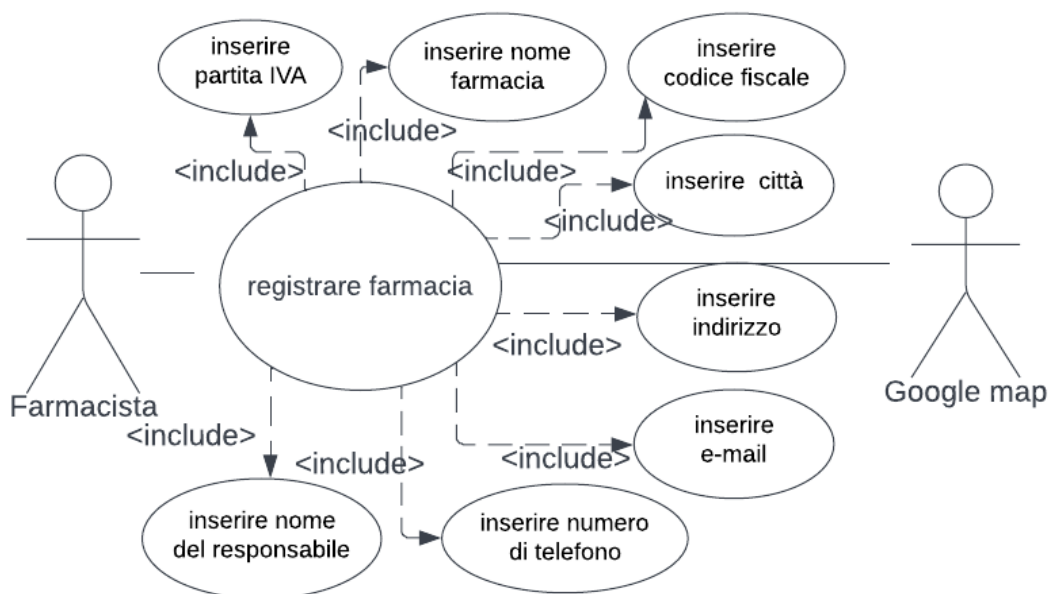 inserire
partita IVA
inserire nome
farmacia
inserire
codice fiscale
<include>
<include>
<include>
inserire città
<include>
registrare farmacia
inserire
indirizzo
<include>
Farmacista
Google map
<include>
inserire
e-mail
<include>
<include>
inserire nome
del responsabile
inserire numero
di telefono